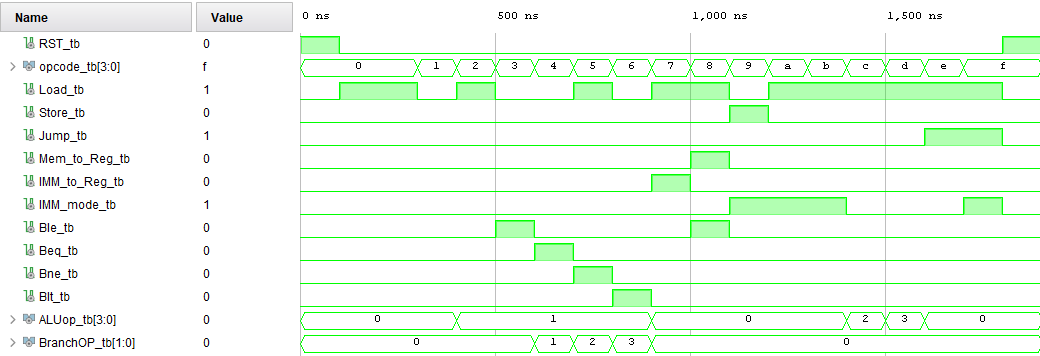 Name Value 0 ns 500 ns 1,000 ns 1,500 ns
RST_tb 0
opcode_tb[3:0] f 0 1 2 3 4 5 6 7 8 9 a b c d e f
Load_tb 1
Store_tb 0
Jump_tb 1
Mem_to_Reg_tb 0
IMM_to_Reg_tb 0
IMM_mode_tb 1
Ble_tb 0
Beq_tb 0
Bne_tb 0
Blt_tb 0
ALUop_tb[3:0] 0 0 1 0 2 3 0
BranchOP_tb[1:0] 0 0 1 2 3 0